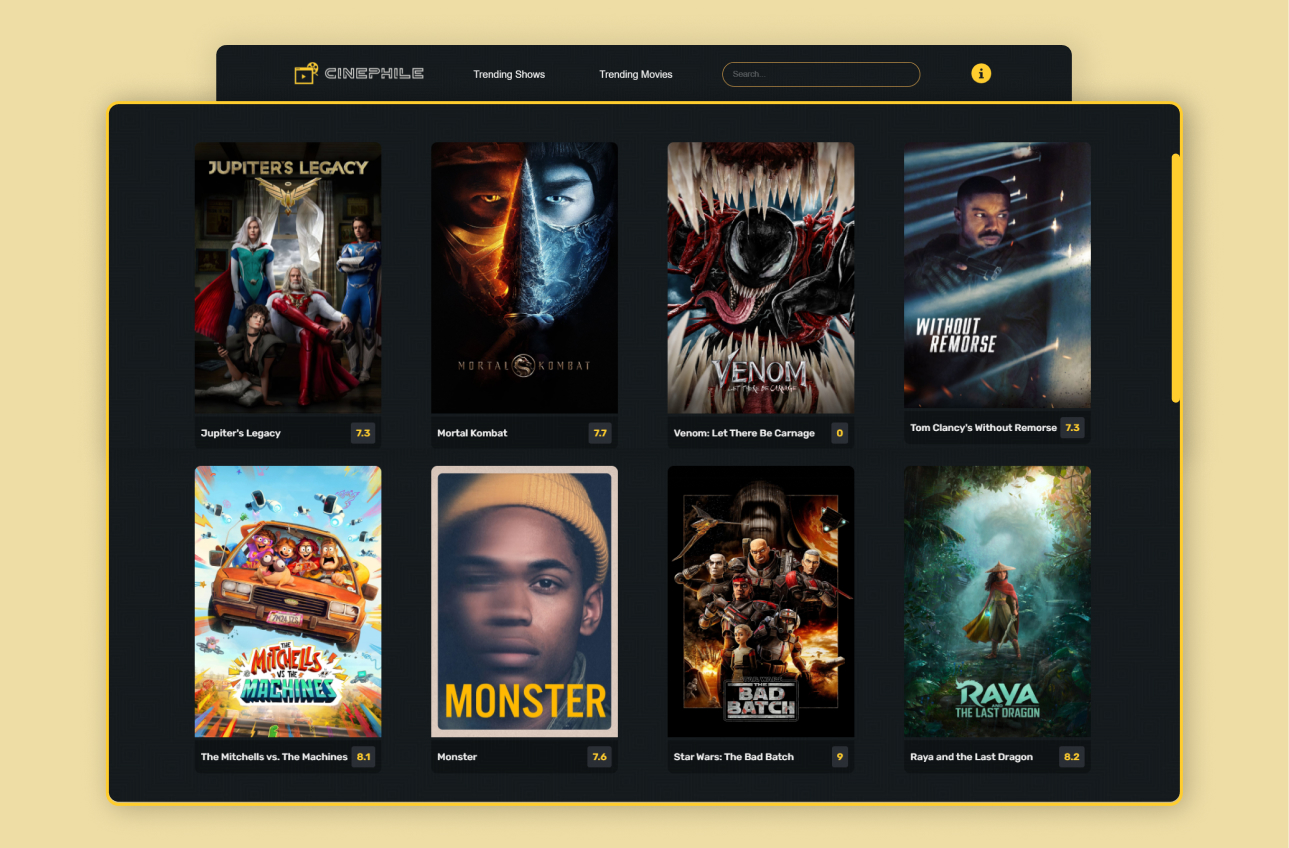 CINEPHILE
Trending Shows
Trending Movies
Search...
i
JUPITER'S LEGACY
MORTAL KOMBAT
VENOM
LET THERE BE CARNAGE
WITHOUT
REMORSE
Jupiter's Legacy
7.3
Mortal Kombat
7.7
Venom: Let There Be Carnage
0
Tom Clancy's Without Remorse
7.3
THE
MITCHELLS
VS THE
MACHINES
MONSTER
STAR WARS
THE
BAD
BATCH
RAYA
AND
THE LAST DRAGON
The Mitchells vs. The Machines
8.1
Monster
7.6
Star Wars: The Bad Batch
9
Raya and the Last Dragon
8.2